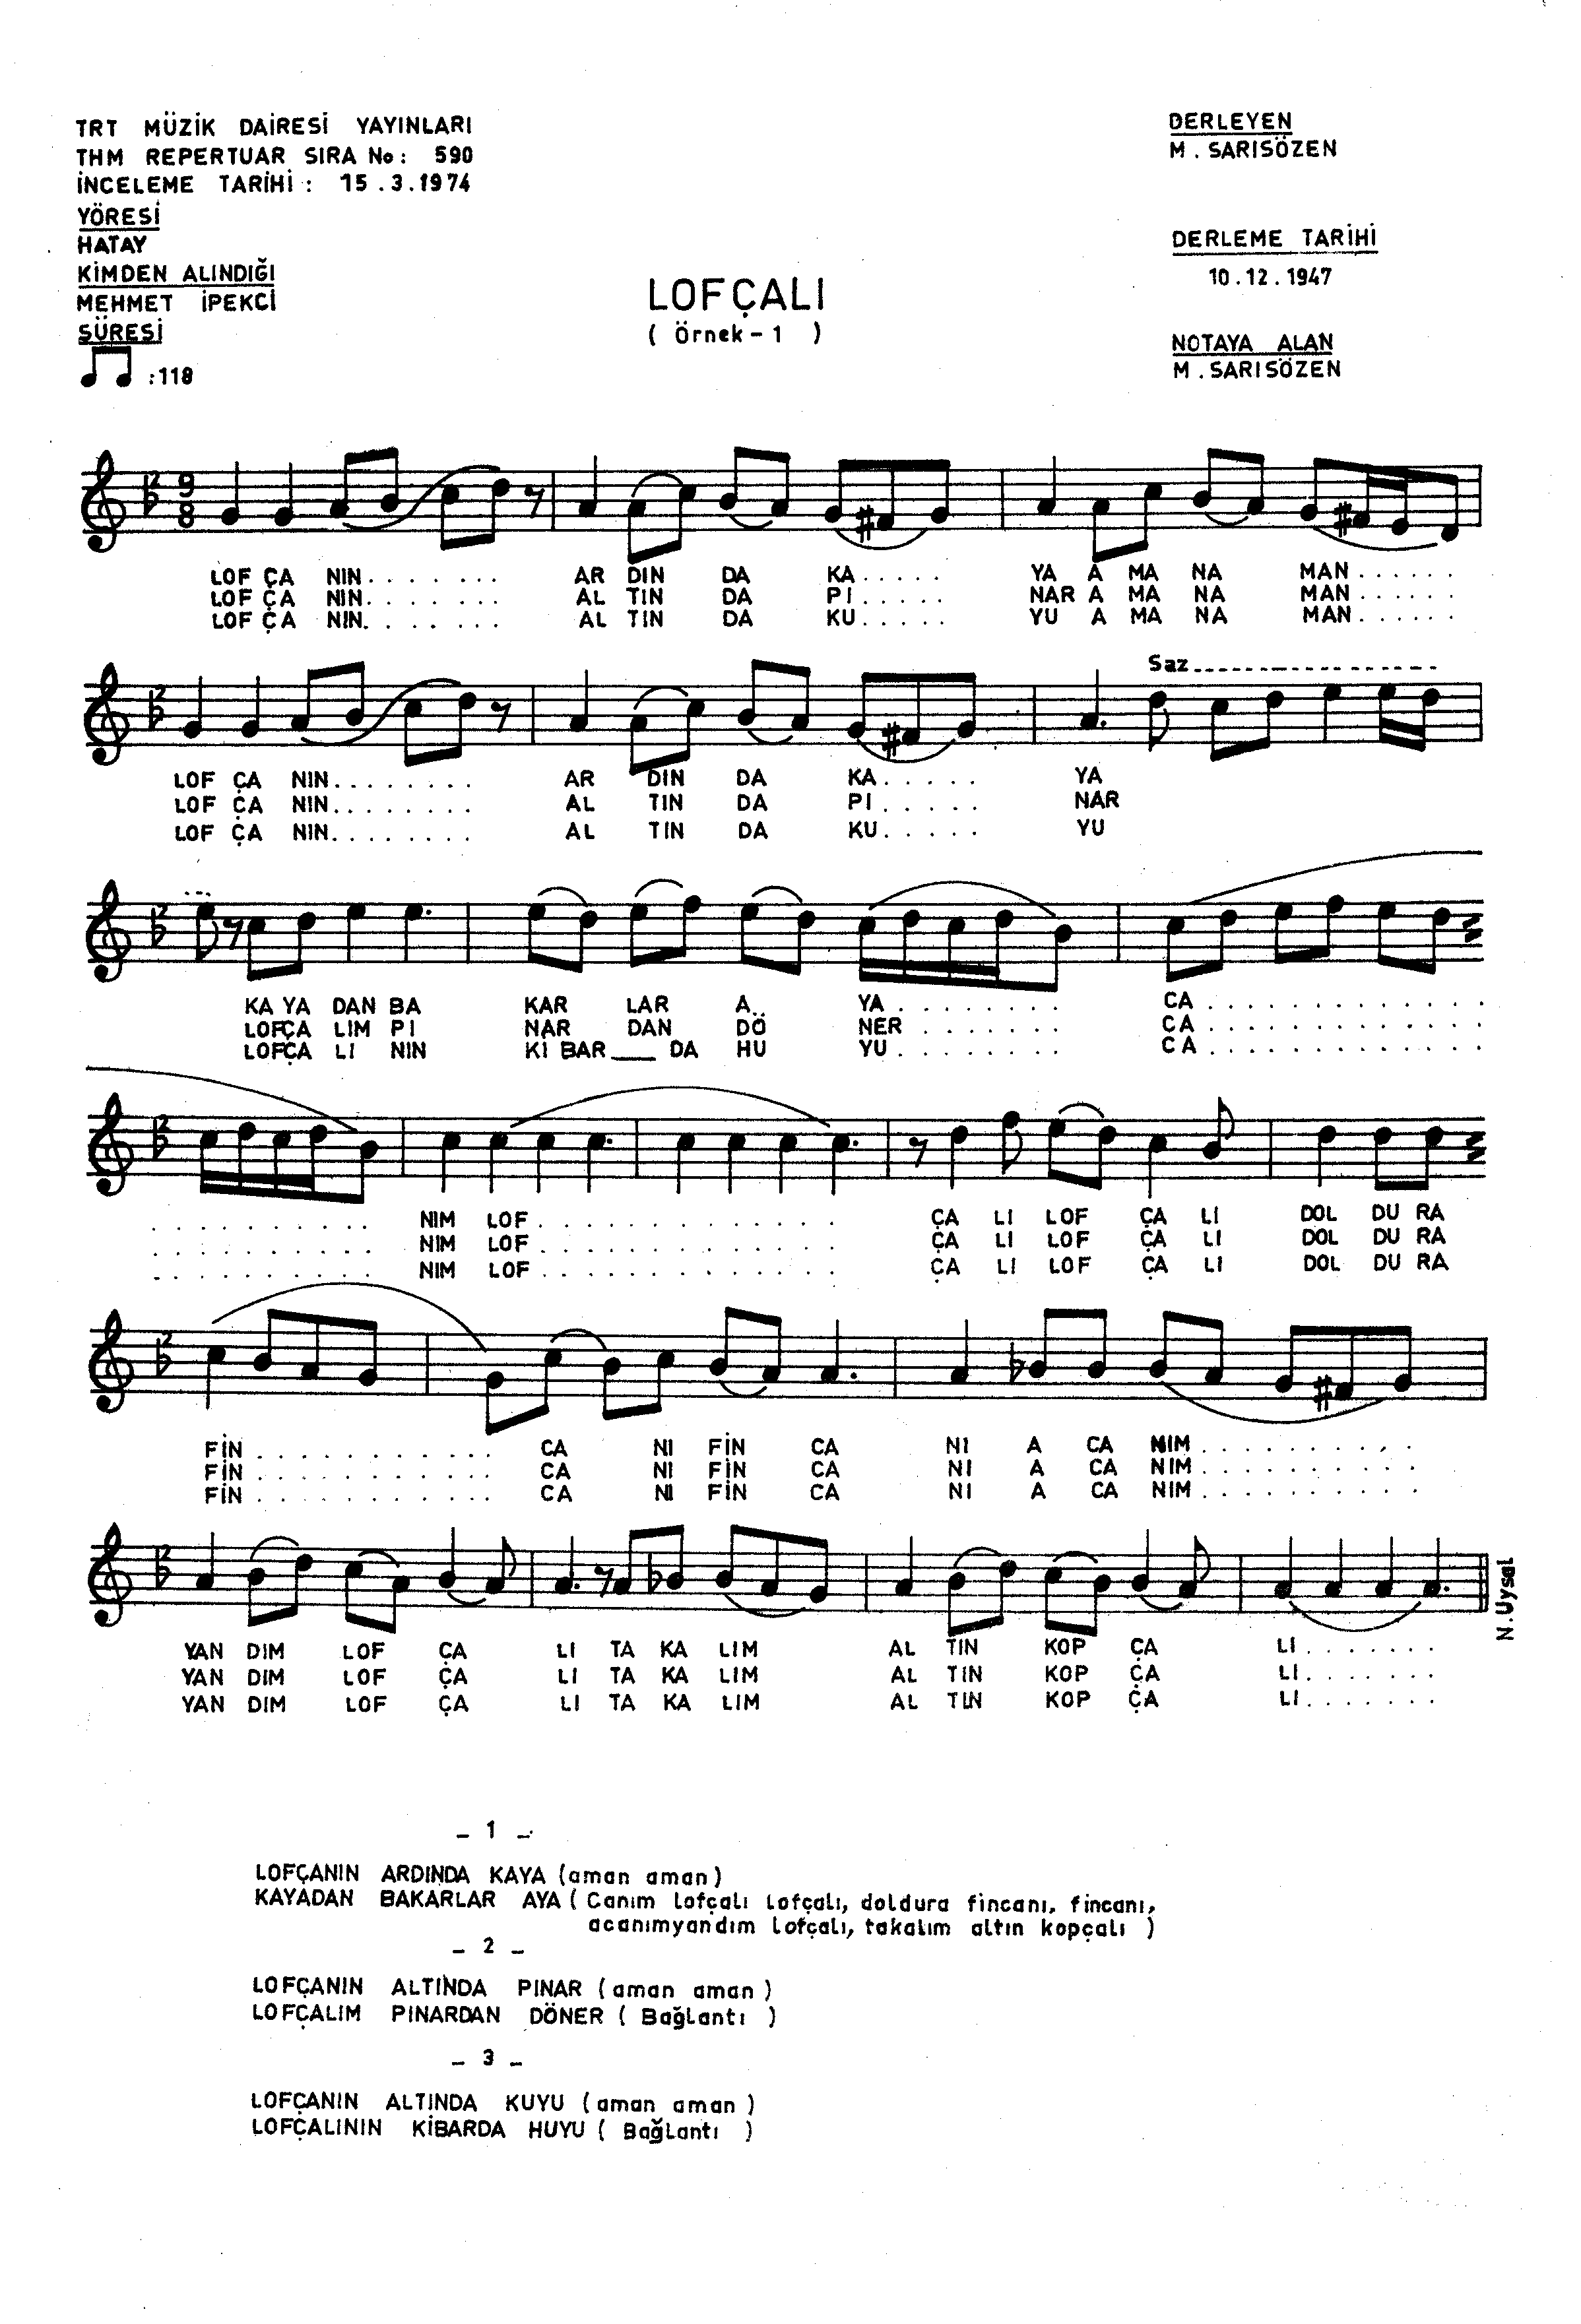 TRT MÜZİK DAİRESİ YAYINLARI
THM REPERTUAR SIRA No: 590
İNCELEME TARİHİ: 15.3.1974
YÖRESİ
HATAY
KİMDEN ALINDIĞI
MEHMET İPEKCİ
SÜRESİ
:118
DERLEYEN
M. SARISÖZEN
DERLEME TARİHİ
10.12.1947
NOTAYA ALAN
M. SARISÖZEN
LOFÇALI
( Örnek-1 )
9
8
LOF ÇA NIN....... AR DIN DA KA..... YA A MA NA MAN......
LOF ÇA NIN....... AL TIN DA PI..... NAR A MA NA MAN......
LOF ÇA NIN....... AL TIN DA KU..... YU A MA NA MAN......
Saz
LOF ÇA NIN........ AR DIN DA KA..... YA
LOF ÇA NIN........ AL TIN DA PI..... NAR
LOF ÇA NIN........ AL TIN DA KU..... YU
KA YA DAN BA KAR LAR A.. YA ....... CA .............
LOFÇA LIM PI NAR DAN DÖ NER ....... CA .............
LOFÇA LI NIN KI BAR___ DA HU YU ....... CA .............
.......... NIM LOF ............. ÇA LI LOF ÇA LI DOL DU RA
.......... NIM LOF ............. ÇA LI LOF ÇA LI DOL DU RA
.......... NIM LOF ............. ÇA LI LOF ÇA LI DOL DU RA
FİN ........... CA NI FİN CA NI A CA NIM..........
FİN ........... CA NI FİN CA NI A CA NIM..........
FİN ........... CA NI FİN CA NI A CA NIM..........
YAN DIM LOF ÇA LI TA KA LIM AL TIN KOP ÇA LI.......
YAN DIM LOF ÇA LI TA KA LIM AL TIN KOP ÇA LI.......
YAN DIM LOF ÇA LI TA KA LIM AL TIN KOP ÇA LI.......
N. Uysal
- 1 -
LOFÇANIN ARDINDA KAYA (aman aman)
KAYADAN BAKARLAR AYA ( Canım lofçalı lofçalı, doldura fincanı, fincanı,
acanımyandım lofçalı, takalım altın kopçalı )
- 2 -
LOFÇANIN ALTINDA PINAR (aman aman)
LOFÇALIM PINARDAN DÖNER ( Bağlantı )
- 3 -
LOFÇANIN ALTINDA KUYU (aman aman)
LOFÇALININ KİBARDA HUYU ( Bağlantı )